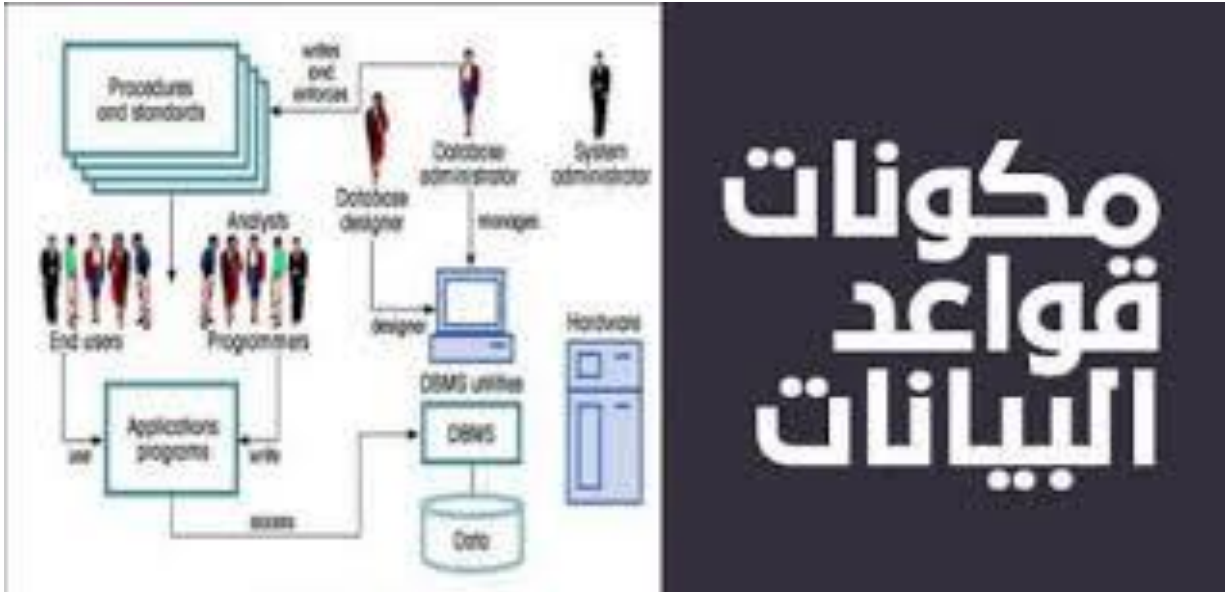 writes
and
enforces
Procedures
and standards
Database
administrator
System
administrator
Database
designer
manages
Analysts
End users
Programmers
designer
Hardware
DBMS utilities
Applications
programs
use
write
DBMS
access
Data
مكونات
قواعد
البيانات